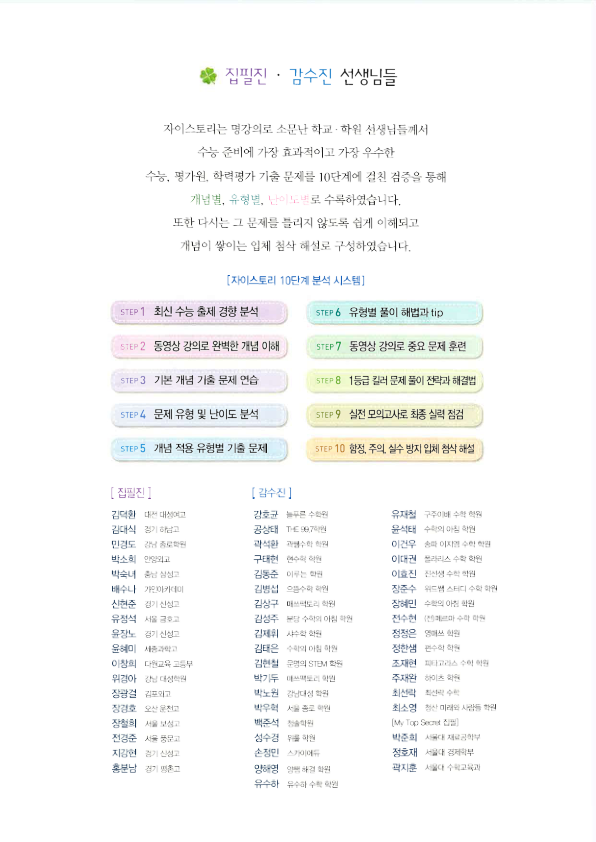 집필진 · 감수진 선생님들
자이스토리는 명강의로 소문난 학교·학원 선생님들께서
수능 준비에 가장 효과적이고 가장 우수한
수능, 평가원, 학력평가 기출 문제를 10단계에 걸친 검증을 통해
개념별, 유형별, 난이도별로 수록하였습니다.
또한 다시는 그 문제를 틀리지 않도록 쉽게 이해되고
개념이 쌓이는 입체 첨삭 해설로 구성하였습니다.
[자이스토리 10단계 분석 시스템]
STEP 1 최신 수능 출제 경향 분석
STEP 2 동영상 강의로 완벽한 개념 이해
STEP 3 기본 개념 기출 문제 연습
STEP 4 문제 유형 및 난이도 분석
STEP 5 개념 적용 유형별 기출 문제
STEP 6 유형별 풀이 해법과 tip
STEP 7 동영상 강의로 중요 문제 훈련
STEP 8 1등급 킬러 문제 풀이 전략과 해결법
STEP 9 실전 모의고사로 최종 실력 점검
STEP 10 함정, 주의, 실수 방지 입체 첨삭 해설
[집필진]
김덕환 대전 대성여고
김대식 경기 하남고
민경도 강남 종로학원
박소희 안양외고
박숙녀 충남 삼성고
배수나 가인아카데미
신현준 경기 신성고
유정석 서울 금호고
윤장노 경기 신성고
윤혜미 세종과학고
이창희 다원교육 고등부
위경아 강남 대성학원
장광걸 김포외고
장경호 오산 운천고
장철희 서울 보성고
전경준 서울 풍문고
지강현 경기 신성고
홍분남 경기 평촌고
[감수진]
강호균 늘푸른 수학원
공상태 THE 99.7학원
곽석환 곽쌤수학 학원
구태현 현수학 학원
김동준 이루는 학원
김병섭 으뜸수학 학원
김상구 매쓰팩토리 학원
김성주 분당 수학의 아침 학원
김제휘 샤수학 학원
김태은 수학의 아침 학원
김현철 운명의 STEM 학원
박기두 매쓰팩토리 학원
박노원 강남대성 학원
박우혁 서울 종로 학원
백준석 정솔학원
성수경 위룰 학원
손정민 스카이에듀
양해영 양쌤 해결 학원
유수하 유수하 수학 학원
유재철 구주이배 수학 학원
윤석태 수학의 아침 학원
이건우 송파 이지엠 수학 학원
이대권 폴라리스 수학 학원
이효진 진선생 수학 학원
장준수 위드쌤 스터디 수학 학원
장혜민 수학의 아침 학원
전수현 (전)페르마 수학 학원
정정은 엠메쓰 학원
정한샘 편수학 학원
조재현 피타고라스 수학 학원
주재완 하이츠 학원
최선락 최선락 수학
최소영 청산 미래와 사람들 학원
[My Top Secret 집필]
박준희 서울대 재료공학부
정호재 서울대 경제학부
곽지훈 서울대 수학교육과